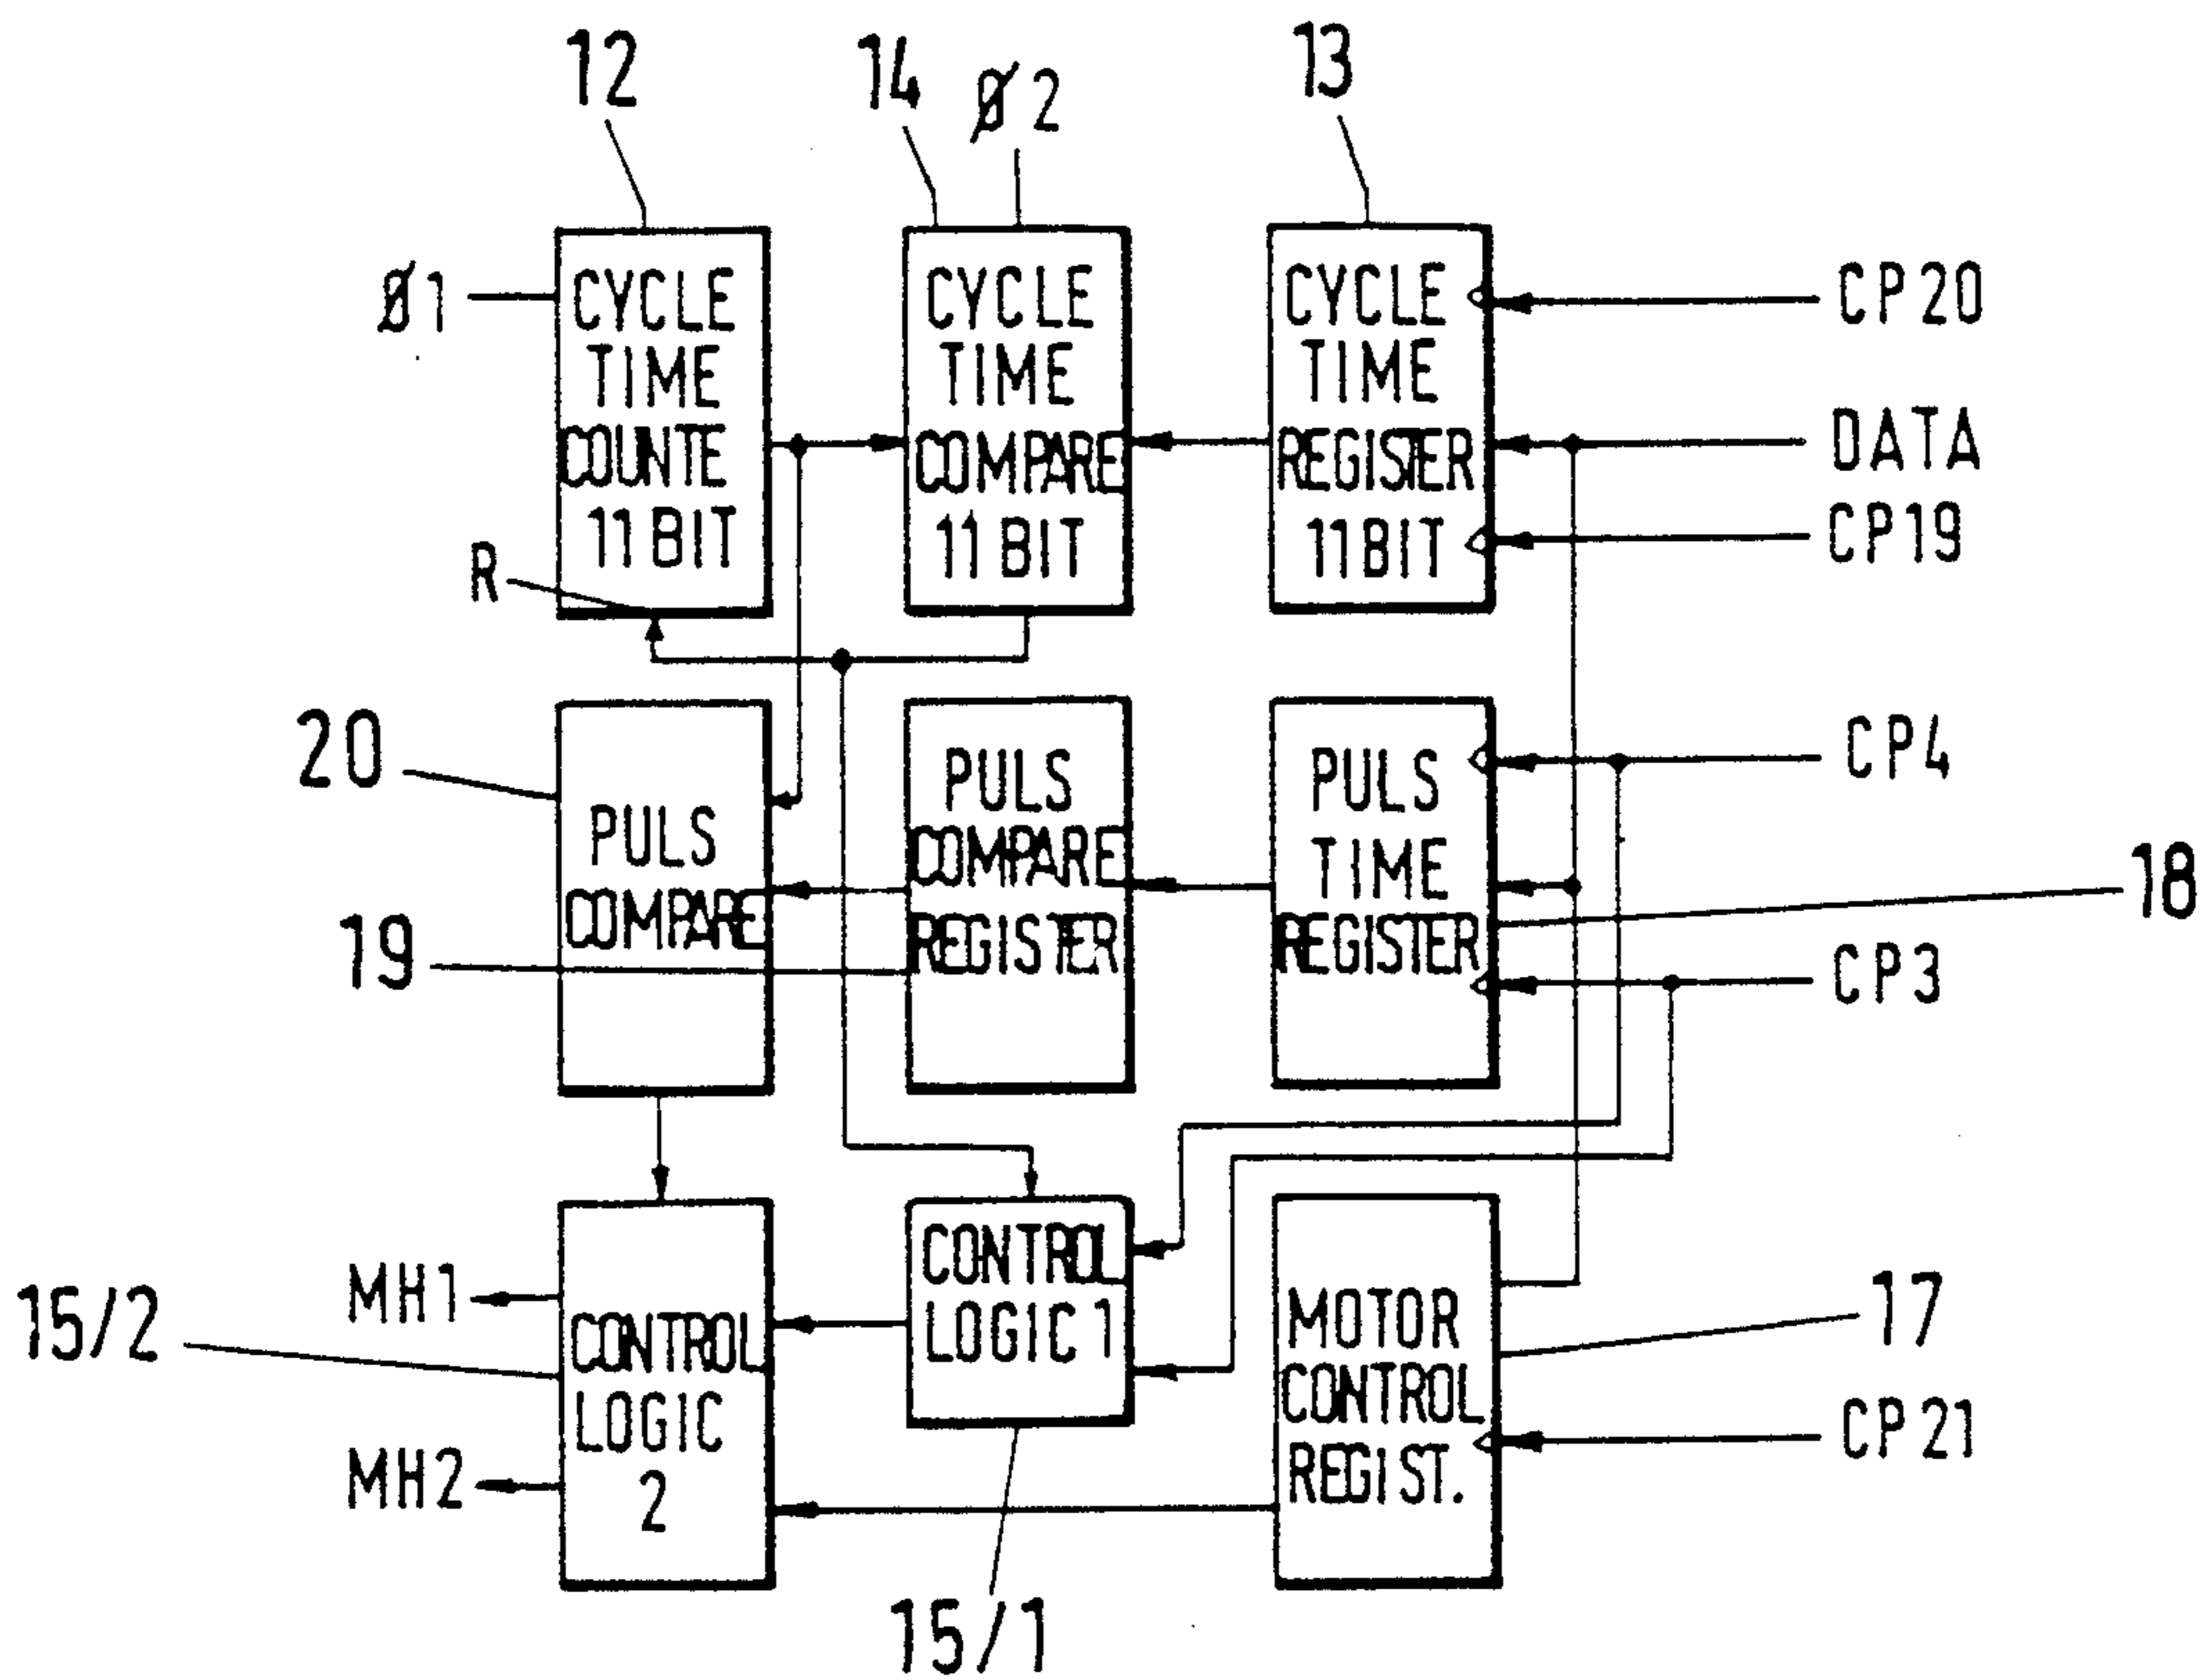 12
14
Ø2
13
Ø1
CYCLE
TIME
COUNTE
11 BIT
CYCLE
TIME
COMPARE
11 BIT
CYCLE
TIME
REGISTER
11 BIT
CP20
DATA
CP19
R
20
PULS
COMPARE
PULS
COMPARE
REGISTER
PULS
TIME
REGISTER
CP4
18
19
CP3
15/2
MH1
MH2
CONTROL
LOGIC
2
CONTROL
LOGIC 1
MOTOR
CONTROL
REGIST.
17
CP21
15/1